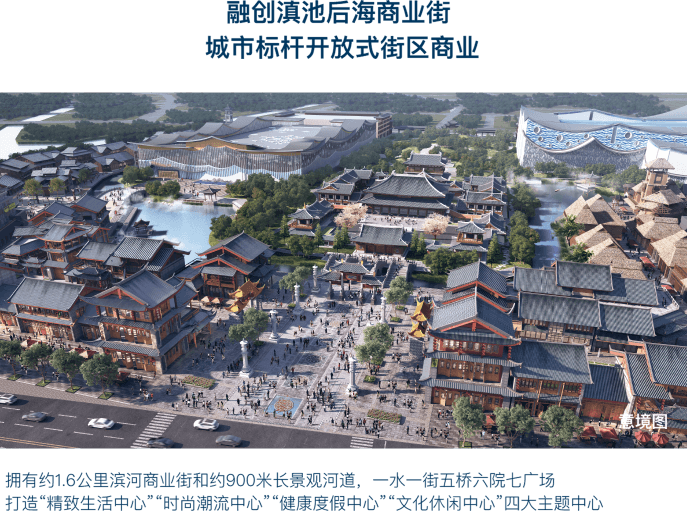 融创滇池后海商业街
城市标杆开放式街区商业
意境图
拥有约1.6公里滨河商业街和约900米长景观河道，一水一街五桥六院七广场
打造“精致生活中心”“时尚潮流中心”“健康度假中心”“文化休闲中心”四大主题中心